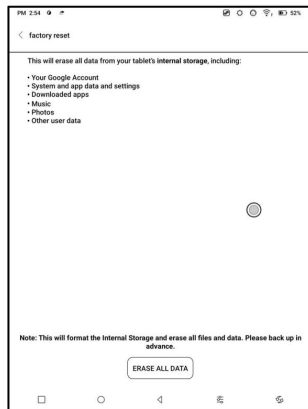 PM 2:54 52%
factory reset
This will erase all data from your tablet's internal storage, including:
• Your Google Account
• System and app data and settings
• Downloaded apps
• Music
• Photos
• Other user data
Note: This will format the Internal Storage and erase all files and data. Please back up in
advance.
ERASE ALL DATA